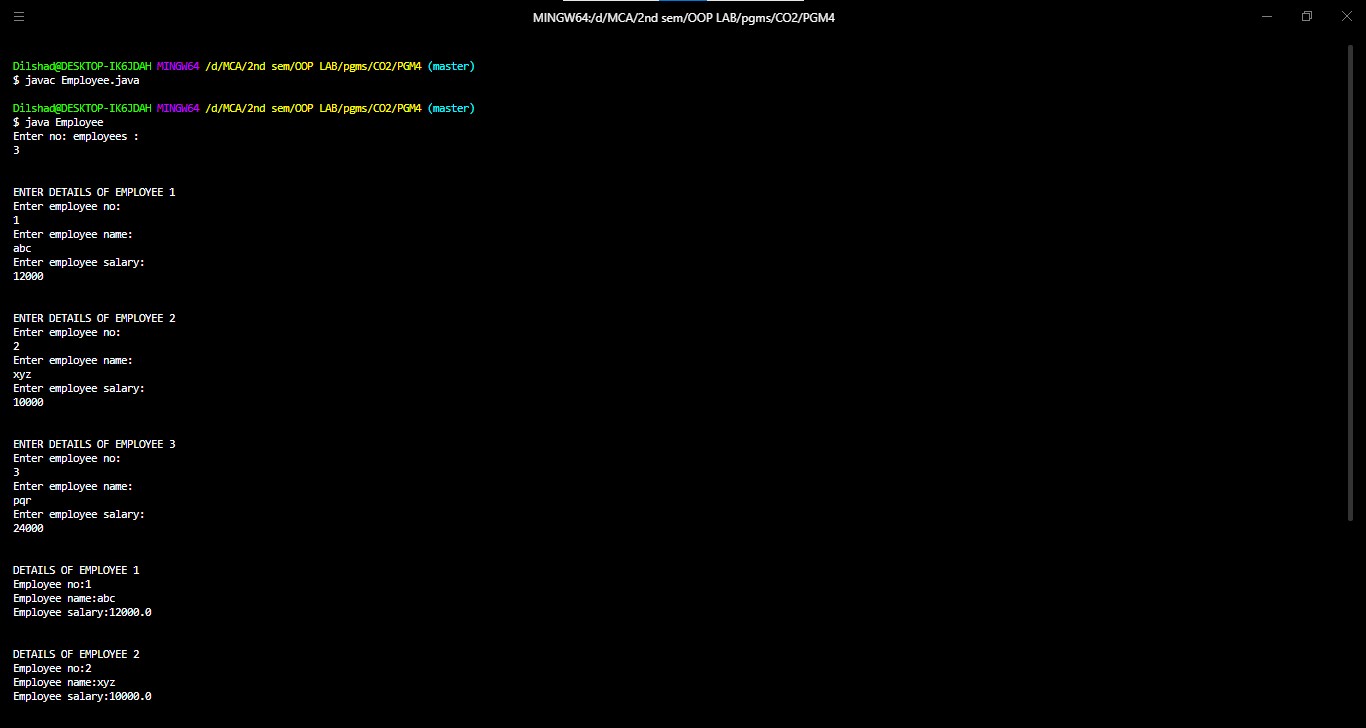 MINGW64:/d/MCA/2nd sem/OOP LAB/pgms/CO2/PGM4
Dilshad@DESKTOP-IK6JDAH MINGW64 /d/MCA/2nd sem/OOP LAB/pgms/CO2/PGM4 (master)
$ javac Employee.java
Dilshad@DESKTOP-IK6JDAH MINGW64 /d/MCA/2nd sem/OOP LAB/pgms/CO2/PGM4 (master)
$ java Employee
Enter no: employees :
3
ENTER DETAILS OF EMPLOYEE 1
Enter employee no:
1
Enter employee name:
abc
Enter employee salary:
12000
ENTER DETAILS OF EMPLOYEE 2
Enter employee no:
2
Enter employee name:
xyz
Enter employee salary:
10000
ENTER DETAILS OF EMPLOYEE 3
Enter employee no:
3
Enter employee name:
pqr
Enter employee salary:
24000
DETAILS OF EMPLOYEE 1
Employee no:1
Employee name:abc
Employee salary:12000.0
DETAILS OF EMPLOYEE 2
Employee no:2
Employee name:xyz
Employee salary:10000.0